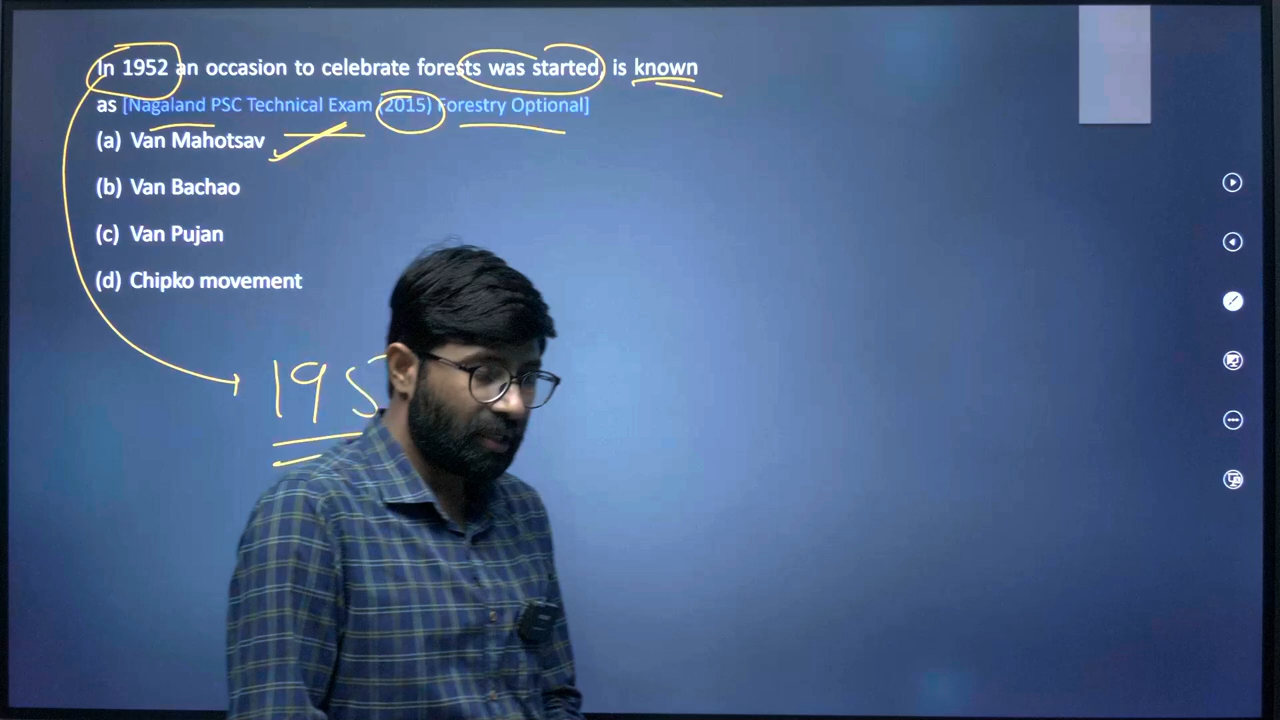 In 1952 an occasion to celebrate forests was started, is known
as [Nagaland PSC Technical Exam (2015) Forestry Optional]
(a) Van Mahotsav
(b) Van Bachao
(c) Van Pujan
(d) Chipko movement
195